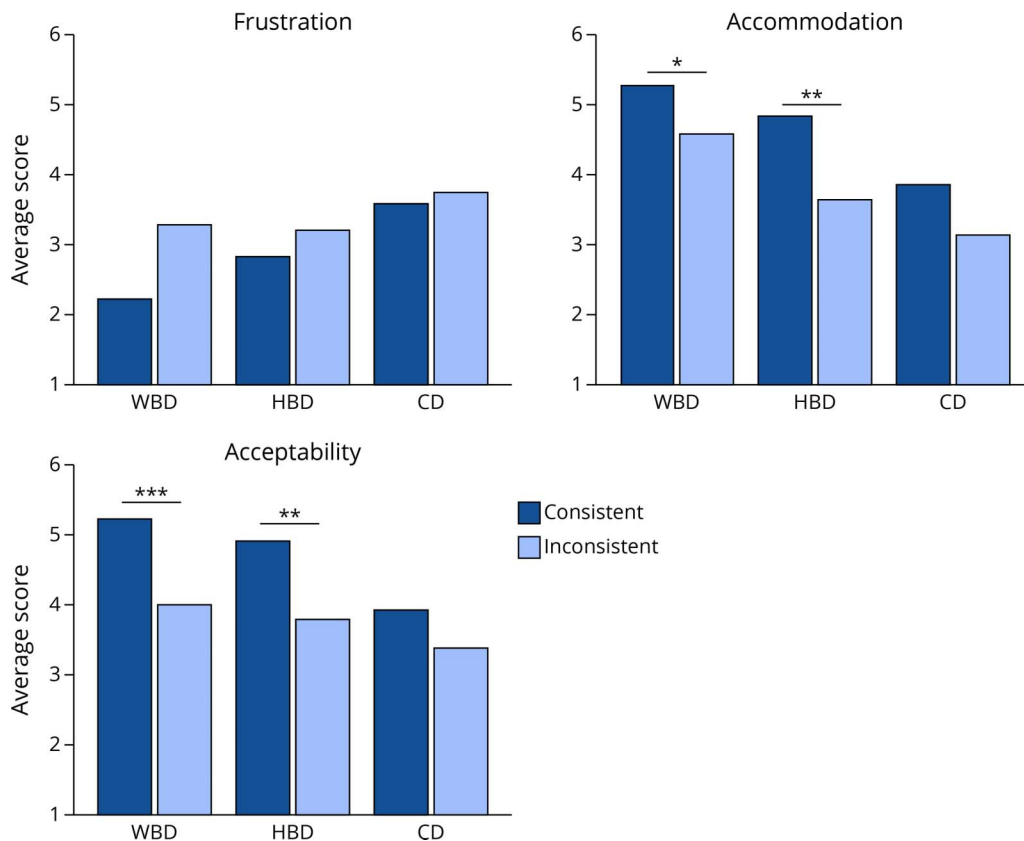 Frustration
Average score
6
5
4
3
2
1
WBD HBD CD
Accommodation
6
5
4
3
2
1
*
**
WBD HBD CD
Acceptability
Average score
6
5
4
3
2
1
***
**
WBD HBD CD
Consistent
Inconsistent